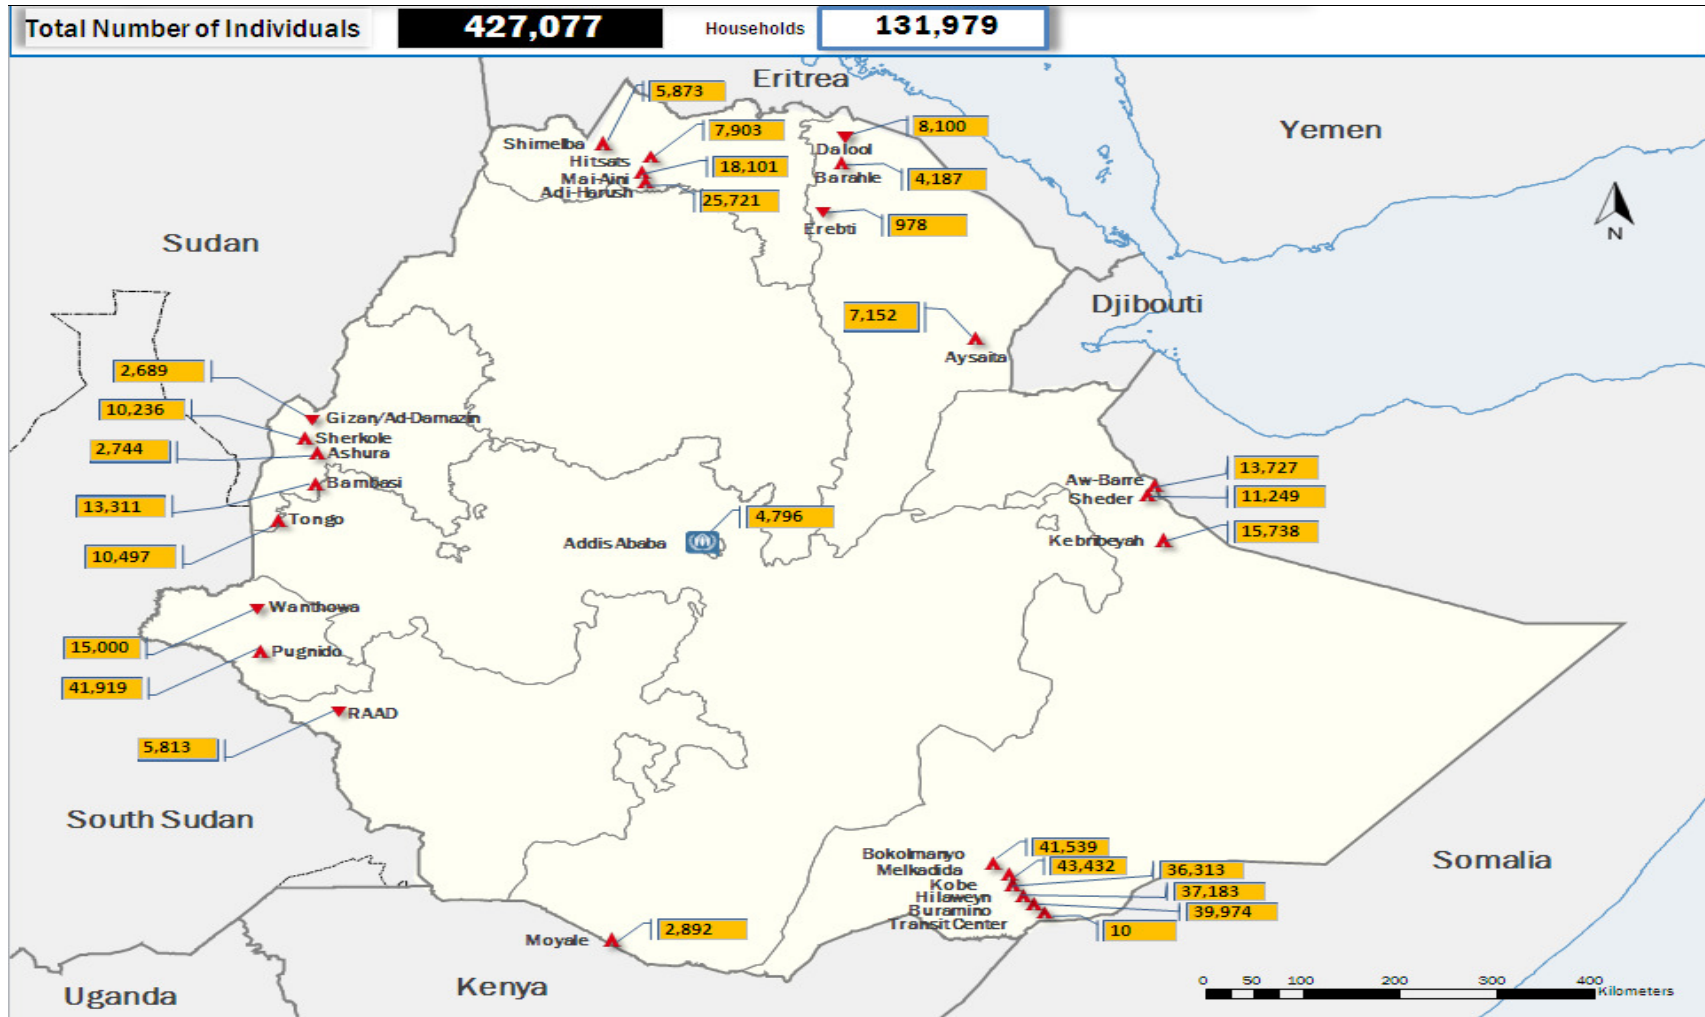 Total Number of Individuals 427,077 Households 131,979
Eritrea
Yemen
Sudan
Djibouti
South Sudan
Somalia
Uganda
Kenya
N
5,873
Shimelba
7,903
Hitsats
18,101
Mai-Aini
25,721
Adi-Harush
8,100
Dalool
4,187
Barahle
978
Erebti
7,152
Aysaita
2,689
Gizan/Ad-Damazin
10,236
Sherkole
2,744
Ashura
13,311
Bambasi
10,497
Tongo
4,796
Addis Ababa
13,727
Aw-Barre
11,249
Sheder
15,738
Kebribeyah
15,000
Wanthowa
41,919
Pugnido
5,813
RAAD
41,539
Bokolmanyo
43,432
Melkadida
36,313
Kobe
37,183
Hilaweyn
39,974
Buramino
10
Transit Center
2,892
Moyale
0 50 100 200 300 400
Kilometers